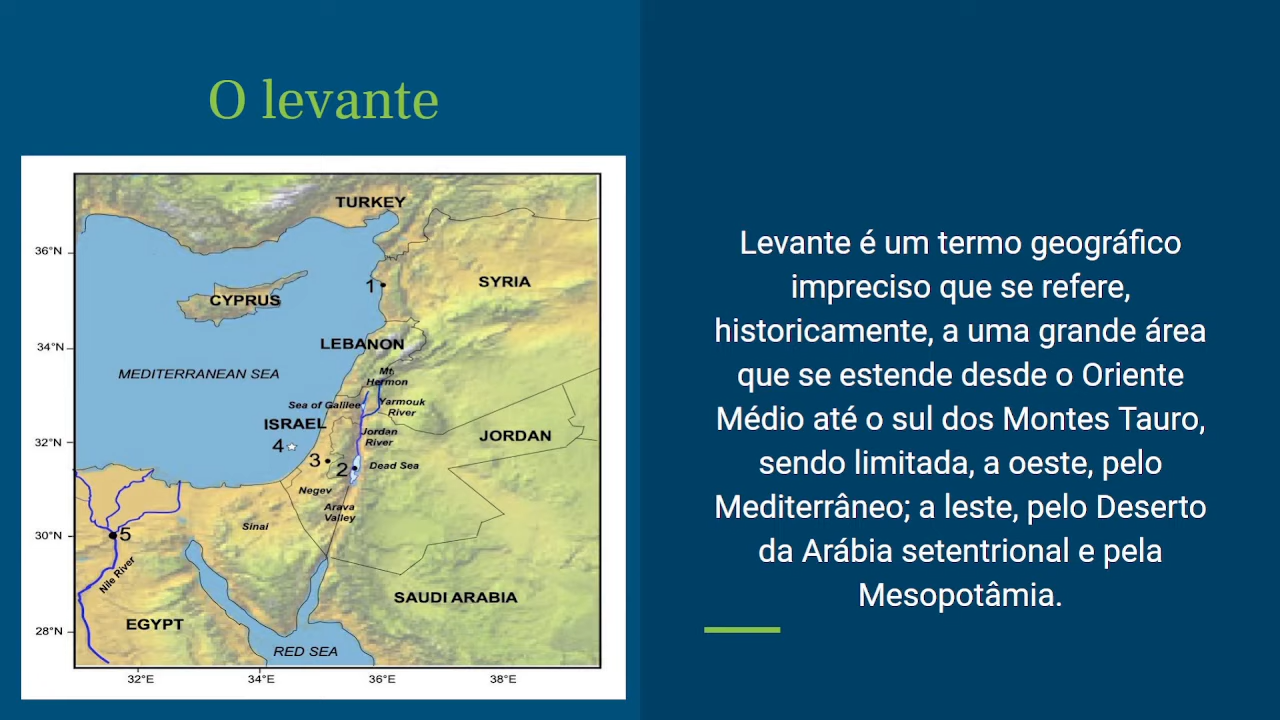 O levante
TURKEY
36°N
SYRIA
1
CYPRUS
34°N
LEBANON
MEDITERRANEAN SEA
Mt.
Hermon
Sea of Galilee
Yarmouk
River
ISRAEL
Jordan
River
JORDAN
32°N
4
3
2
Dead Sea
Negev
Arava
Valley
Sinai
30°N
5
Nile River
SAUDI ARABIA
EGYPT
28°N
RED SEA
32°E
34°E
36°E
38°E
Levante é um termo geográfico
impreciso que se refere,
historicamente, a uma grande área
que se estende desde o Oriente
Médio até o sul dos Montes Tauro,
sendo limitada, a oeste, pelo
Mediterrâneo; a leste, pelo Deserto
da Arábia setentrional e pela
Mesopotâmia.